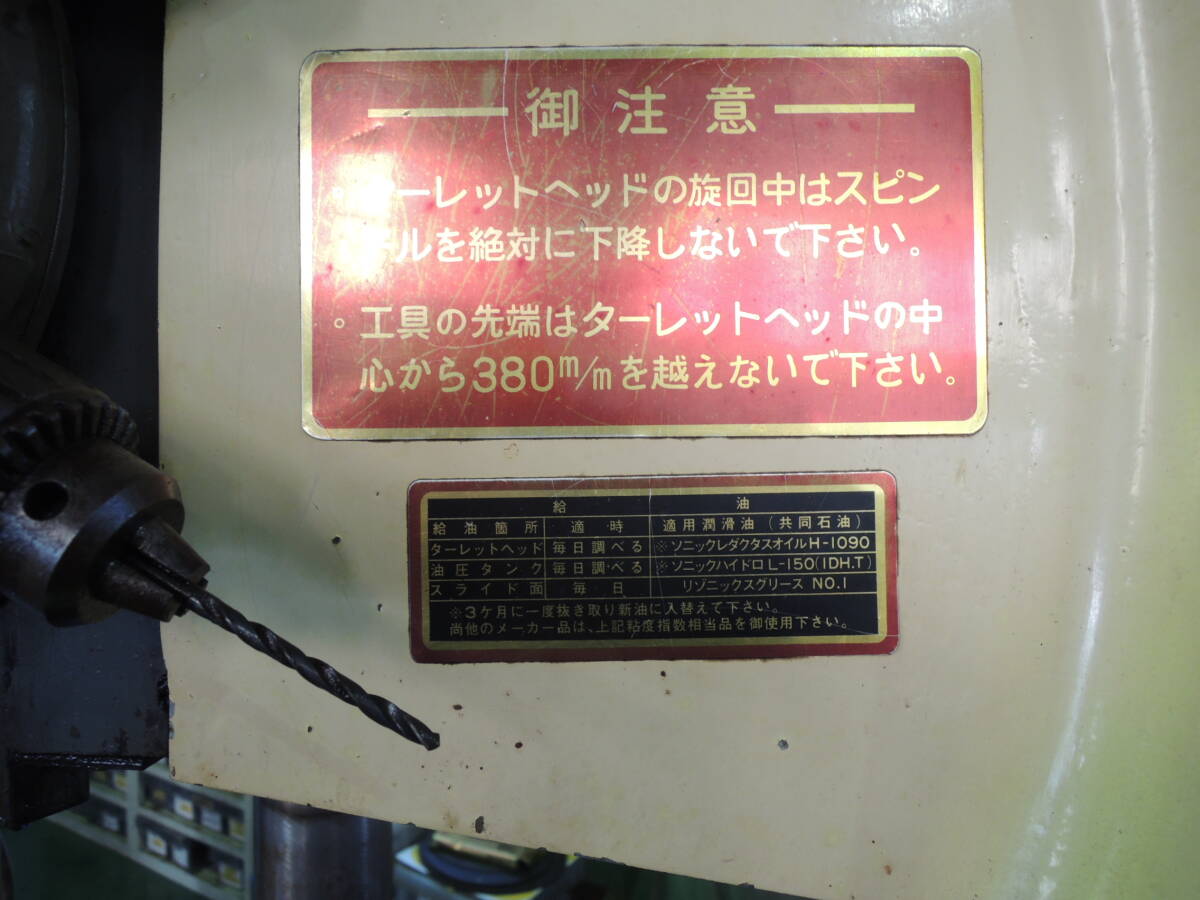 御注意
。ターレットヘッドの旋回中はスピン
ドルを絶対に下降しないで下さい。
。工具の先端はターレットヘッドの中
心から380m/mを越えないで下さい。
給 油
給油箇所 適・時 適用潤滑油(共同石油)
ターレットヘッド 毎日調べる ※ソニックレダクタスオイルH-1090
油圧タンク 毎日調べる ※ソニックハイドロL-150(IDH.T)
スライド面 毎 日 リゾニックスグリース NO.1
※3ケ月に一度抜き取り新油に入替えて下さい。
尚他のメーカー品は、上記粘度指数相当品を御使用下さい。